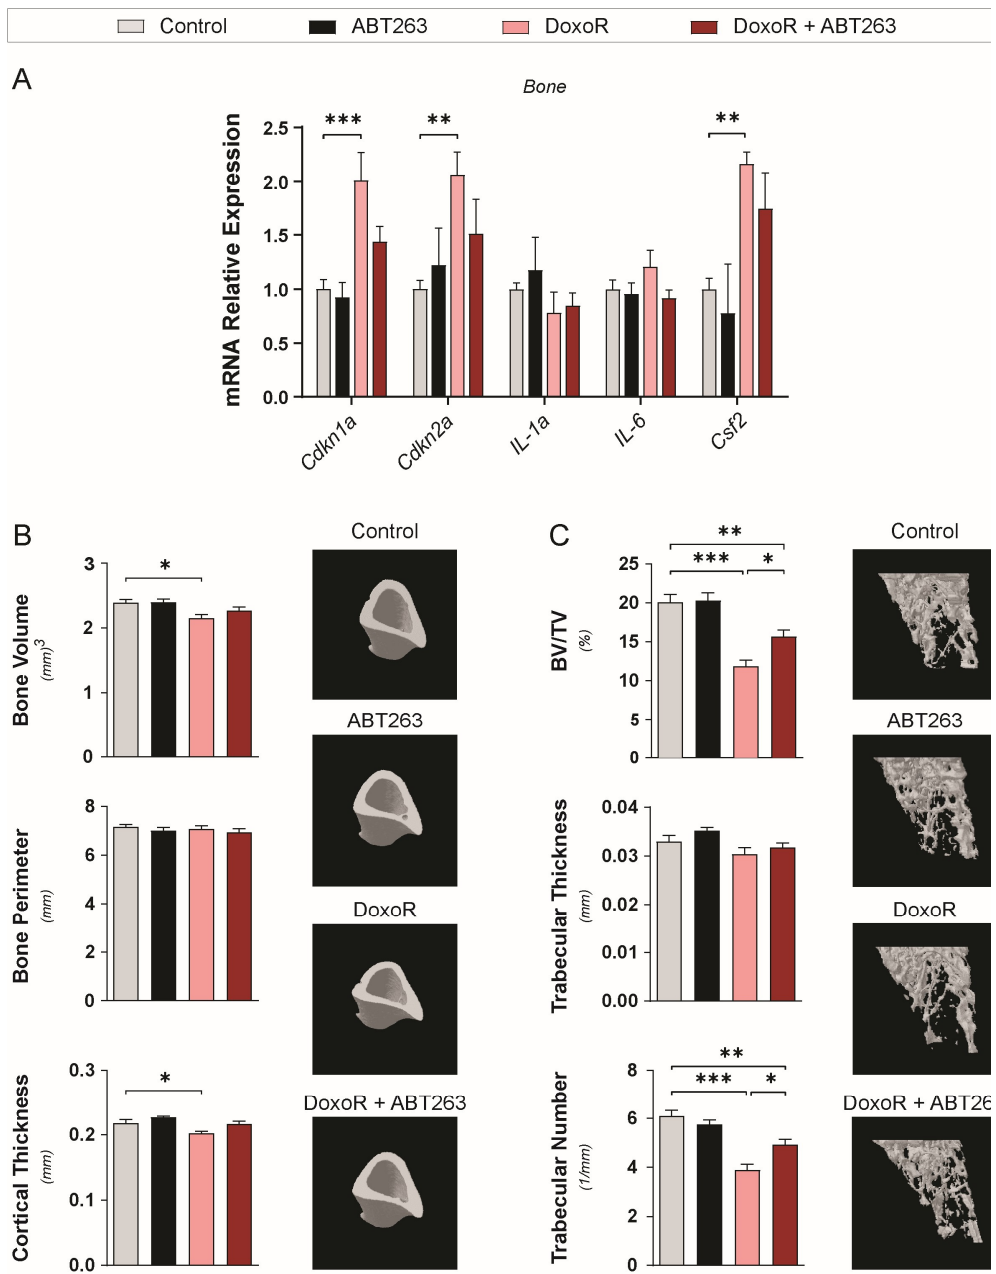 Control ABT263 DoxoR DoxoR + ABT263
A
Bone
mRNA Relative Expression
2.5
2.0
1.5
1.0
0.5
0.0
*** ** **
Cdkn1a Cdkn2a IL-1a IL-6 Csf2
B
Bone Volume
(mm)3
3
2
1
0
*
Bone Perimeter
(mm)
8
6
4
2
0
Cortical Thickness
(mm)
0.3
0.2
0.1
0.0
*
Control
ABT263
DoxoR
DoxoR + ABT263
C
BV/TV
(%)
25
20
15
10
5
0
**
*** *
Trabecular Thickness
(mm)
0.04
0.03
0.02
0.01
0.00
Trabecular Number
(1/mm)
8
6
4
2
0
**
*** *
Control
ABT263
DoxoR
DoxoR + ABT26